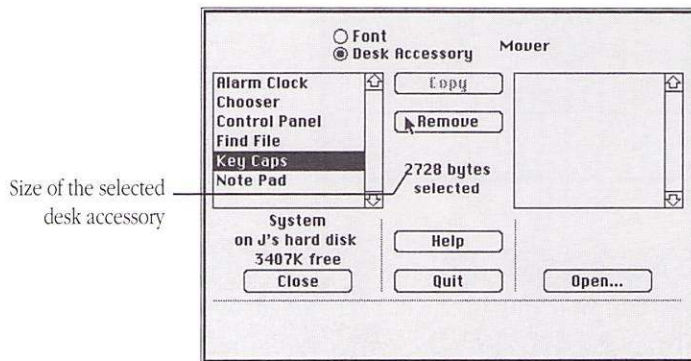 Font
Desk Accessory
Mover
Alarm Clock
Chooser
Control Panel
Find File
Key Caps
Note Pad
Copy
Remove
2728 bytes
selected
Size of the selected
desk accessory
System
on J's hard disk
3407K free
Close
Help
Quit
Open...